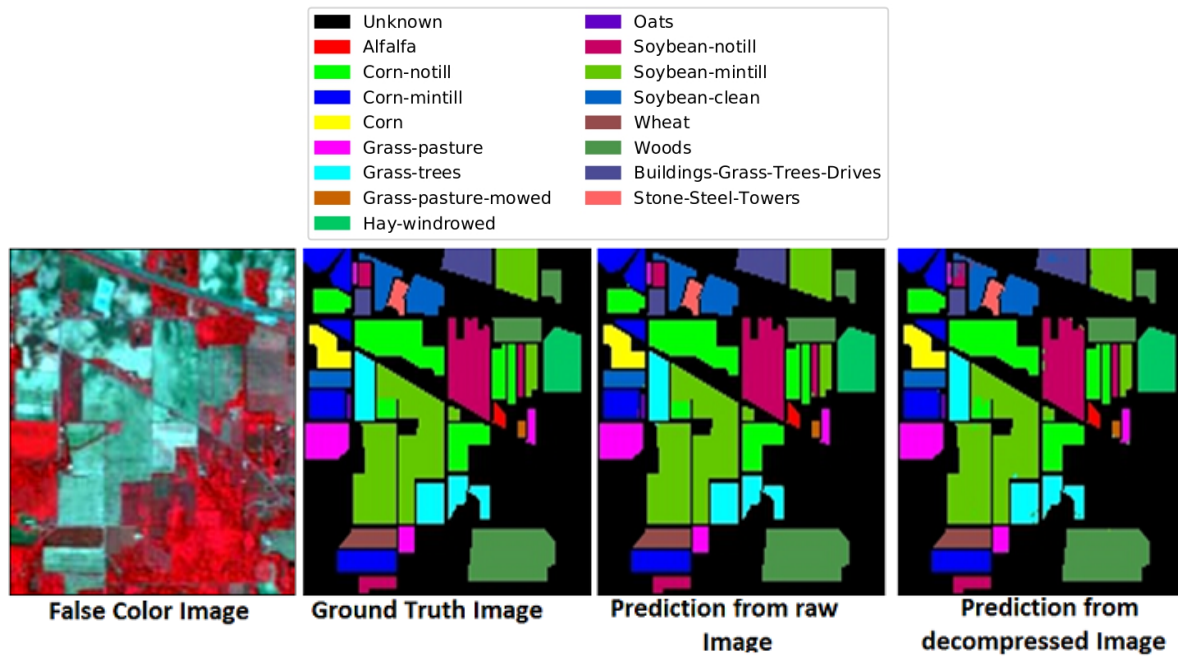 Unknown
Alfalfa
Corn-notill
Corn-mintill
Corn
Grass-pasture
Grass-trees
Grass-pasture-mowed
Hay-windrowed
Oats
Soybean-notill
Soybean-mintill
Soybean-clean
Wheat
Woods
Buildings-Grass-Trees-Drives
Stone-Steel-Towers
False Color Image
Ground Truth Image
Prediction from raw
Image
Prediction from
decompressed Image